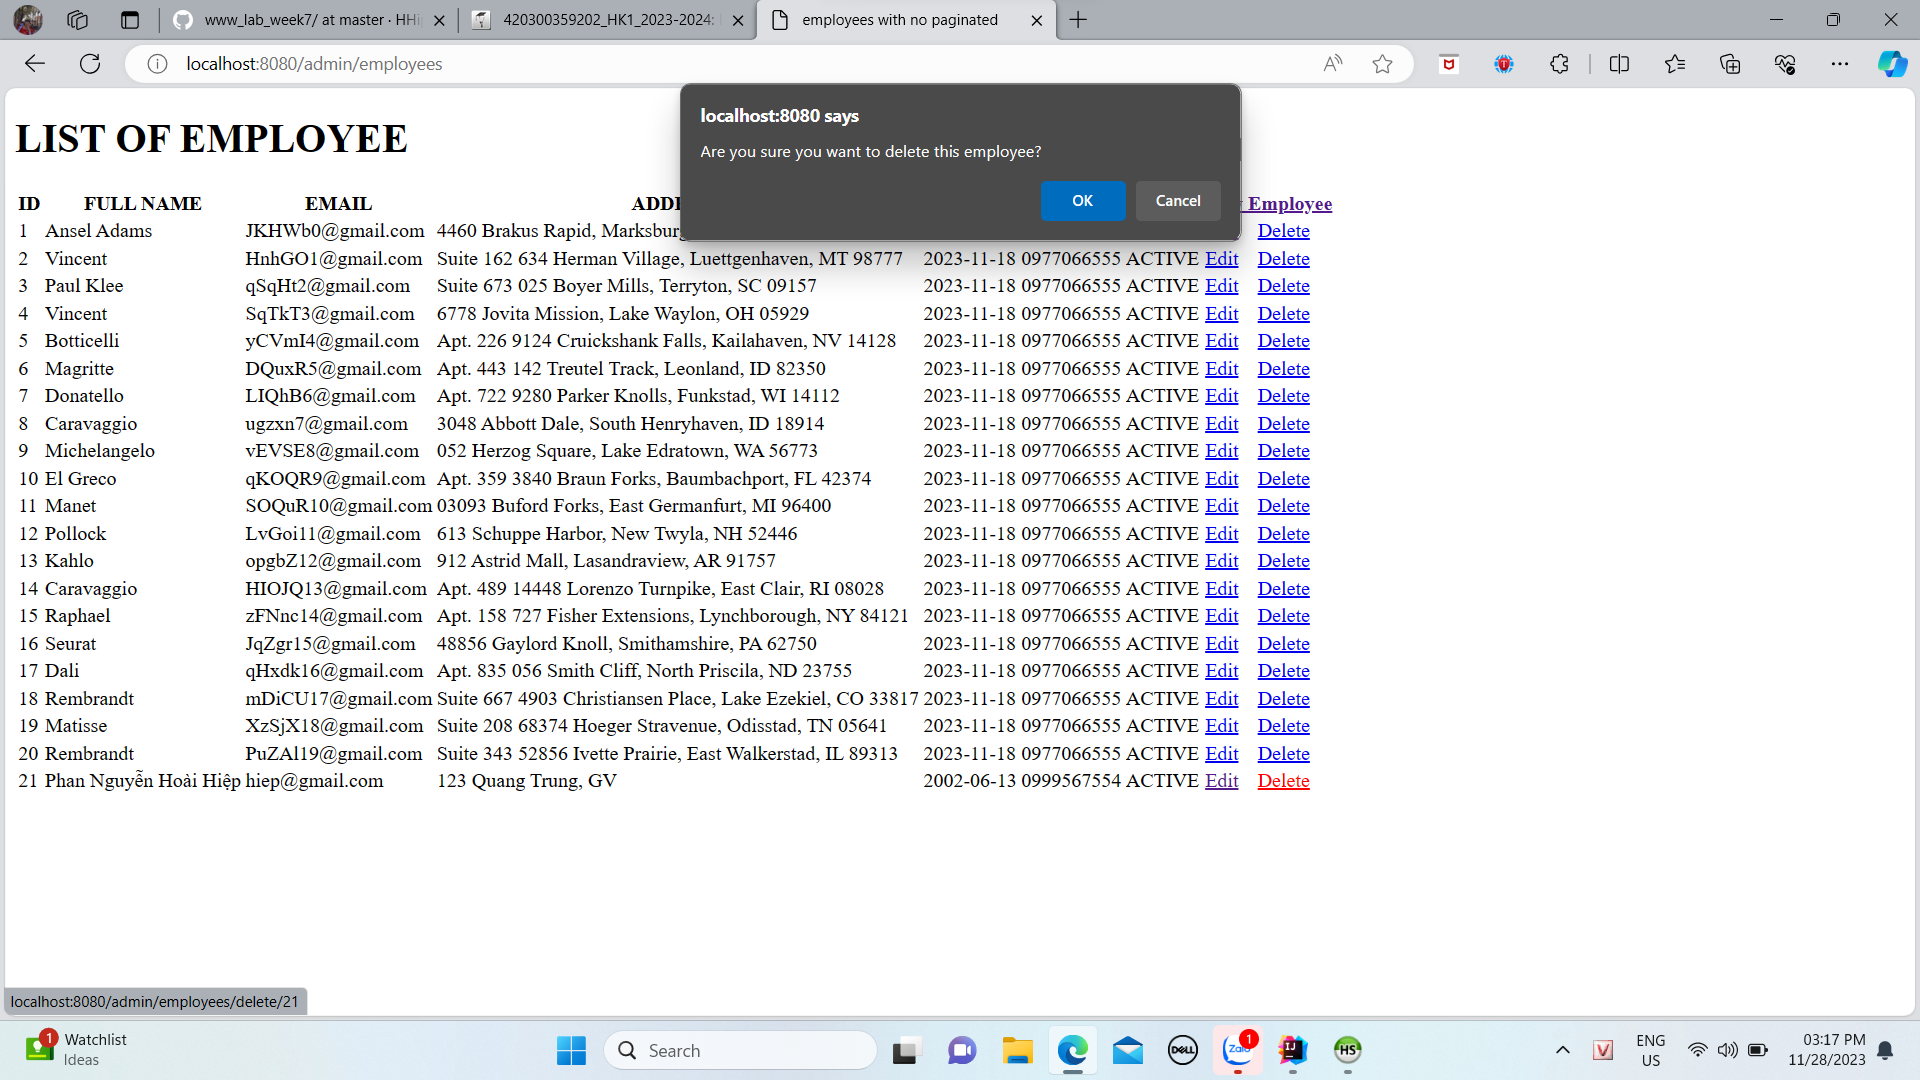 www_lab_week7/ at master · HHi
420300359202_HK1_2023-2024:
employees with no paginated
localhost:8080/admin/employees
localhost:8080 says
Are you sure you want to delete this employee?
OK Cancel
LIST OF EMPLOYEE
ID FULL NAME EMAIL ADDR Employee
1 Ansel Adams JKHWb0@gmail.com 4460 Brakus Rapid, Marksburg Delete
2 Vincent HnhGO1@gmail.com Suite 162 634 Herman Village, Luettgenhaven, MT 98777 2023-11-18 0977066555 ACTIVE Edit Delete
3 Paul Klee qSqHt2@gmail.com Suite 673 025 Boyer Mills, Terryton, SC 09157 2023-11-18 0977066555 ACTIVE Edit Delete
4 Vincent SqTkT3@gmail.com 6778 Jovita Mission, Lake Waylon, OH 05929 2023-11-18 0977066555 ACTIVE Edit Delete
5 Botticelli yCVmI4@gmail.com Apt. 226 9124 Cruickshank Falls, Kailahaven, NV 14128 2023-11-18 0977066555 ACTIVE Edit Delete
6 Magritte DQuxR5@gmail.com Apt. 443 142 Treutel Track, Leonland, ID 82350 2023-11-18 0977066555 ACTIVE Edit Delete
7 Donatello LIQhB6@gmail.com Apt. 722 9280 Parker Knolls, Funkstad, WI 14112 2023-11-18 0977066555 ACTIVE Edit Delete
8 Caravaggio ugzxn7@gmail.com 3048 Abbott Dale, South Henryhaven, ID 18914 2023-11-18 0977066555 ACTIVE Edit Delete
9 Michelangelo vEVSE8@gmail.com 052 Herzog Square, Lake Edratown, WA 56773 2023-11-18 0977066555 ACTIVE Edit Delete
10 El Greco qKOQR9@gmail.com Apt. 359 3840 Braun Forks, Baumbachport, FL 42374 2023-11-18 0977066555 ACTIVE Edit Delete
11 Manet SOQuR10@gmail.com 03093 Buford Forks, East Germanfurt, MI 96400 2023-11-18 0977066555 ACTIVE Edit Delete
12 Pollock LvGoi11@gmail.com 613 Schuppe Harbor, New Twyla, NH 52446 2023-11-18 0977066555 ACTIVE Edit Delete
13 Kahlo opgbZ12@gmail.com 912 Astrid Mall, Lasandraview, AR 91757 2023-11-18 0977066555 ACTIVE Edit Delete
14 Caravaggio HIOJQ13@gmail.com Apt. 489 14448 Lorenzo Turnpike, East Clair, RI 08028 2023-11-18 0977066555 ACTIVE Edit Delete
15 Raphael zFNnc14@gmail.com Apt. 158 727 Fisher Extensions, Lynchborough, NY 84121 2023-11-18 0977066555 ACTIVE Edit Delete
16 Seurat JqZgr15@gmail.com 48856 Gaylord Knoll, Smithamshire, PA 62750 2023-11-18 0977066555 ACTIVE Edit Delete
17 Dali qHxdk16@gmail.com Apt. 835 056 Smith Cliff, North Priscila, ND 23755 2023-11-18 0977066555 ACTIVE Edit Delete
18 Rembrandt mDiCU17@gmail.com Suite 667 4903 Christiansen Place, Lake Ezekiel, CO 33817 2023-11-18 0977066555 ACTIVE Edit Delete
19 Matisse XzSjX18@gmail.com Suite 208 68374 Hoeger Stravenue, Odisstad, TN 05641 2023-11-18 0977066555 ACTIVE Edit Delete
20 Rembrandt PuZAl19@gmail.com Suite 343 52856 Ivette Prairie, East Walkerstad, IL 89313 2023-11-18 0977066555 ACTIVE Edit Delete
21 Phan Nguyễn Hoài Hiệp hiep@gmail.com 123 Quang Trung, GV 2002-06-13 0999567554 ACTIVE Edit Delete
localhost:8080/admin/employees/delete/21
1 Watchlist
Ideas
Search
DELL
Zalo 1
IJ
HS
V
ENG
US
03:17 PM
11/28/2023